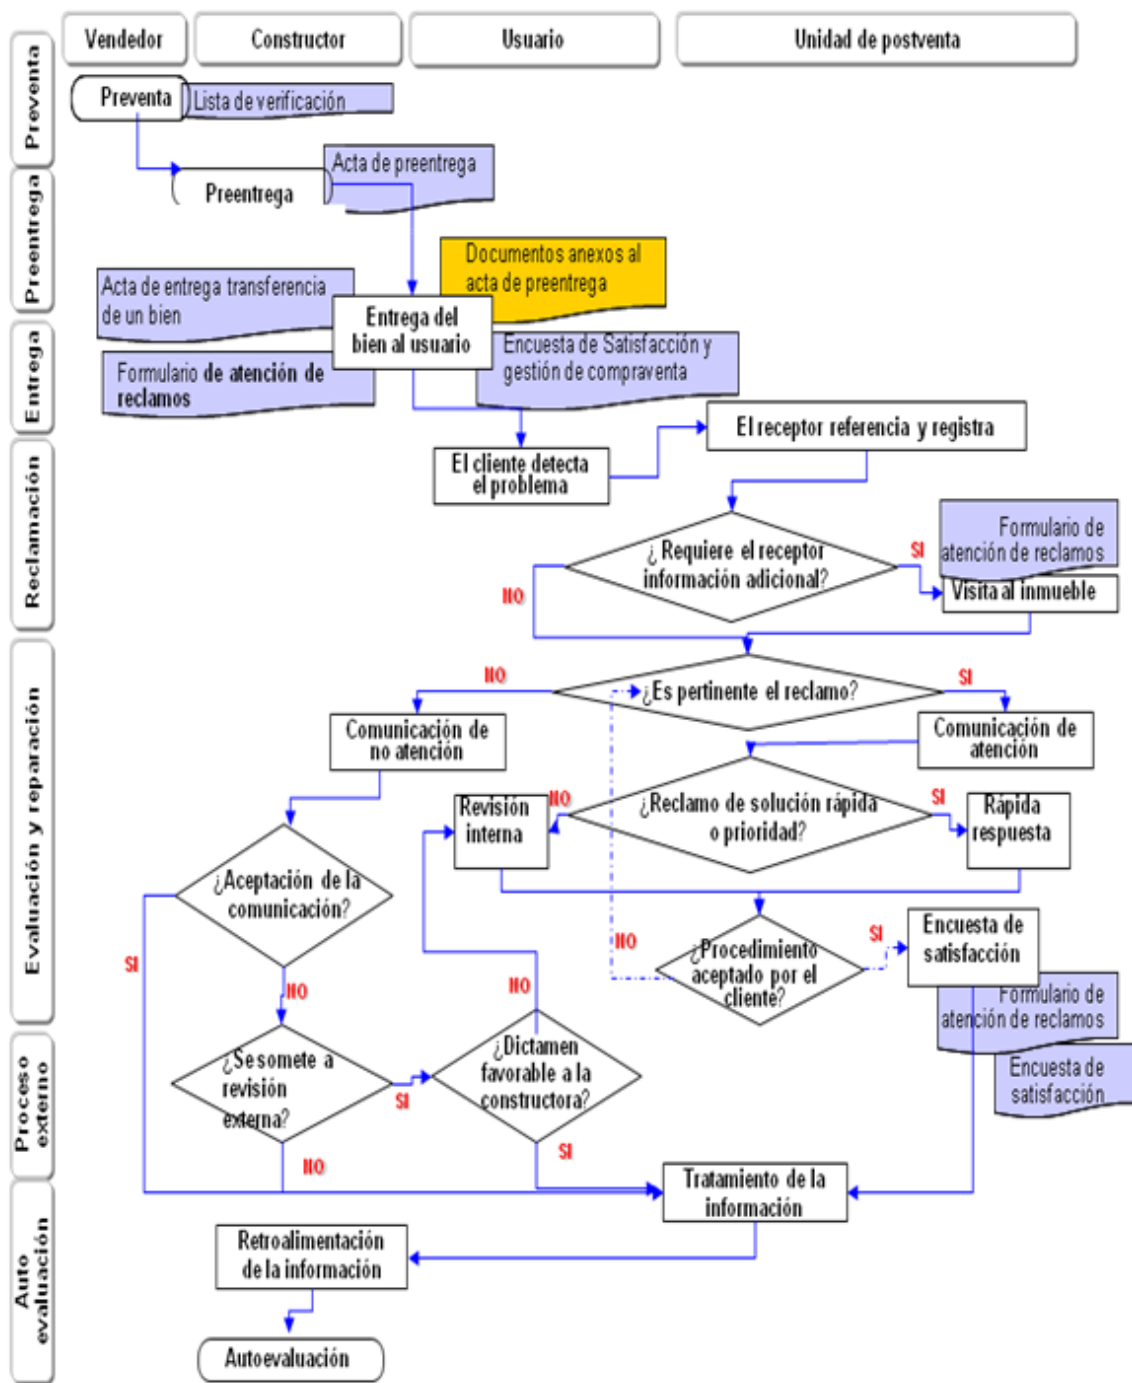 Vendedor
Constructor
Usuario
Unidad de postventa
Preventa
Preventa
Lista de verificación
Preentrega
Acta de preentrega
Preentrega
Documentos anexos al
acta de preentrega
Acta de entrega transferencia
de un bien
Entrega del
bien al usuario
Entrega
Encuesta de Satisfacción y
gestión de compraventa
Formulario de atención de
reclamos
El receptor referencia y registra
Reclamación
El cliente detecta
el problema
¿ Requiere el receptor
información adicional?
SI
Formulario de
atención de reclamos
Visita al inmueble
NO
Evaluación y reparación
¿Es pertinente el reclamo?
NO
SI
Comunicación de
no atención
Comunicación de
atención
Revisión
interna
NO
¿Reclamo de solución rápida
o prioridad?
SI
Rápida
respuesta
¿Aceptación de la
comunicación?
SI
NO
NO
NO
¿Procedimiento
aceptado por el
cliente?
SI
Encuesta de
satisfacción
Formulario de
atención de reclamos
Encuesta de
satisfacción
Proceso
externo
¿Se somete a
revisión
externa?
SI
NO
¿Dictamen
favorable a la
constructora?
SI
Tratamiento de la
información
Auto
evaluación
Retroalimentación
de la información
Autoevaluación